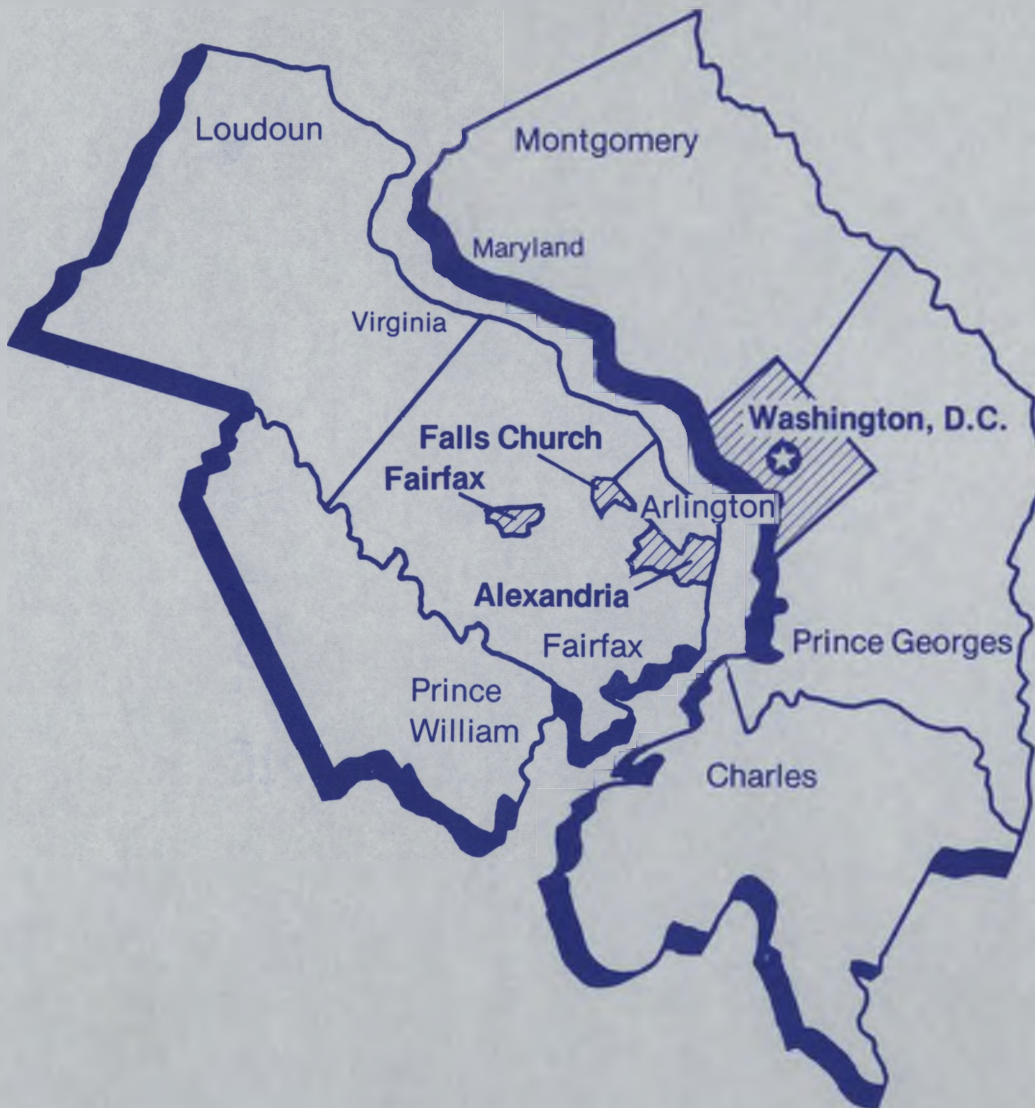 Loudoun
Montgomery
Maryland
Virginia
Washington, D.C.
Falls Church
Fairfax
Arlington
Alexandria
Fairfax
Prince Georges
Prince
William
Charles